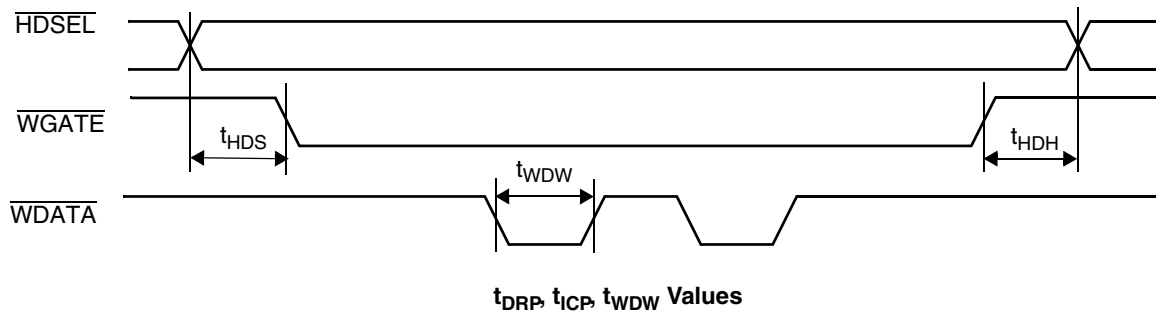 HDSEL
WGATE
tHDS
tHDH
tWDW
WDATA
tDRP, tICP, tWDW Values